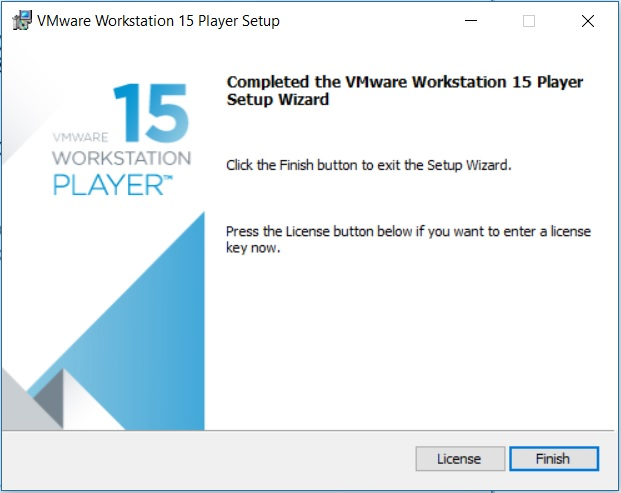 VMware Workstation 15 Player Setup
15
VMWARE
WORKSTATION
PLAYER™
Completed the VMware Workstation 15 Player
Setup Wizard
Click the Finish button to exit the Setup Wizard.
Press the License button below if you want to enter a license
key now.
License
Finish